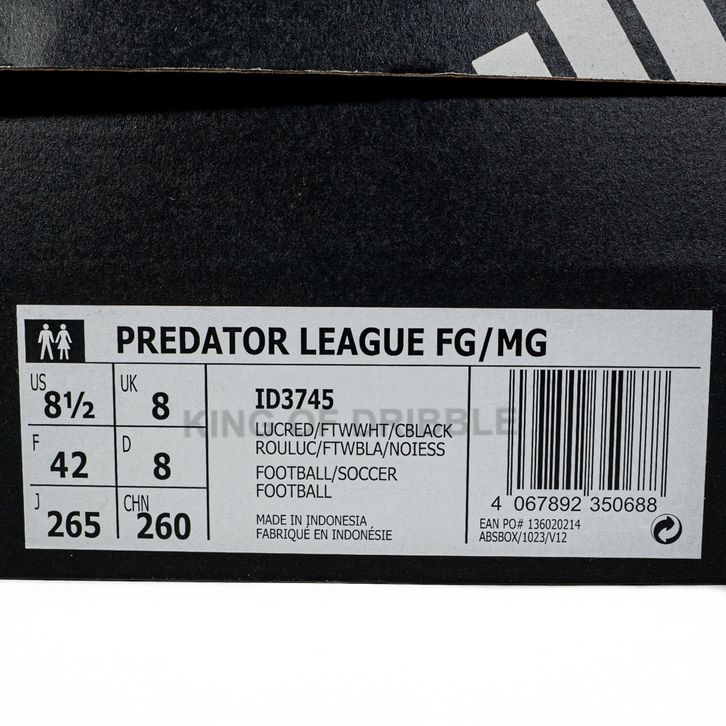 PREDATOR LEAGUE FG/MG
US 8½ UK 8
F 42 D 8
J 265 CHN 260
ID3745
KING OF DRIBBLE
LUCRED/FTWWHT/CBLACK
ROULUC/FTWBLA/NOIESS
FOOTBALL/SOCCER
FOOTBALL
MADE IN INDONESIA
FABRIQUÉ EN INDONÉSIE
4 067892 350688
EAN PO# 136020214
ABSBOX/1023/V12